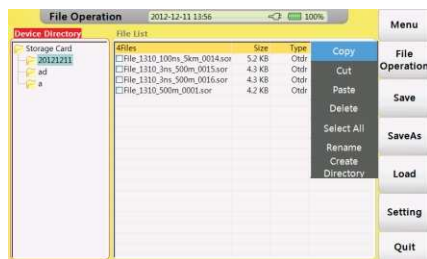 File Operation 2012-12-11 13:56 100%
Menu
Device Directory File List
Storage Card
20121211
ad
a
4Files Size Type
File_1310_100ns_5km_0014.sor 5.2 KB Otdr
File_1310_3ns_500m_0015.sor 4.3 KB Otdr
File_1310_3ns_500m_0016.sor 4.3 KB Otdr
File_1310_500m_0001.sor 4.2 KB Otdr
Copy
Cut
Paste
Delete
Select All
Rename
Create
Directory
File
Operation
Save
SaveAs
Load
Setting
Quit